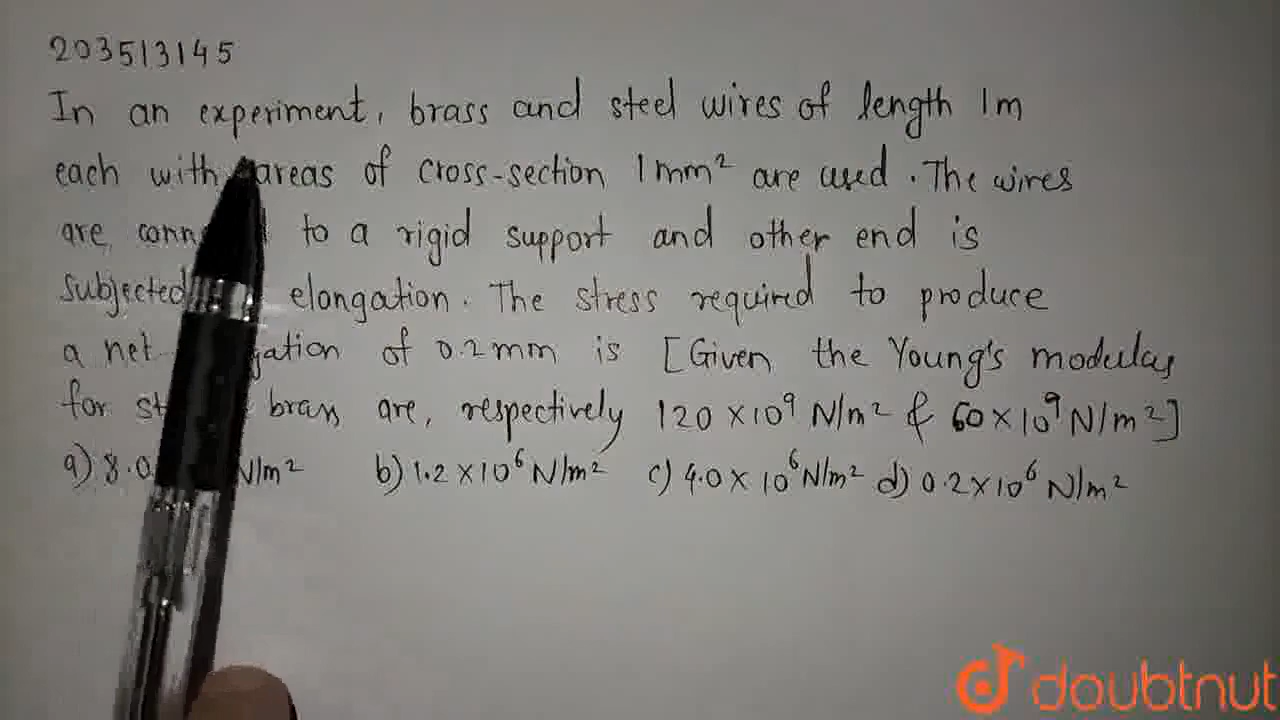 203513145
In an experiment, brass and steel wires of length 1m
each with areas of cross-section 1mm² are used. The wires
are to a rigid support and other end is
subjected elongation. The stress required to produce
a net of 0.2mm is [Given the Young's modulus
for brass are, respectively 120 × 10⁹ N/m² & 60 × 10⁹ N/m²]
a) 8.0 N/m² b) 1.2 × 10⁶ N/m² c) 4.0 × 10⁶ N/m² d) 0.2 × 10⁶ N/m²
doubtnut